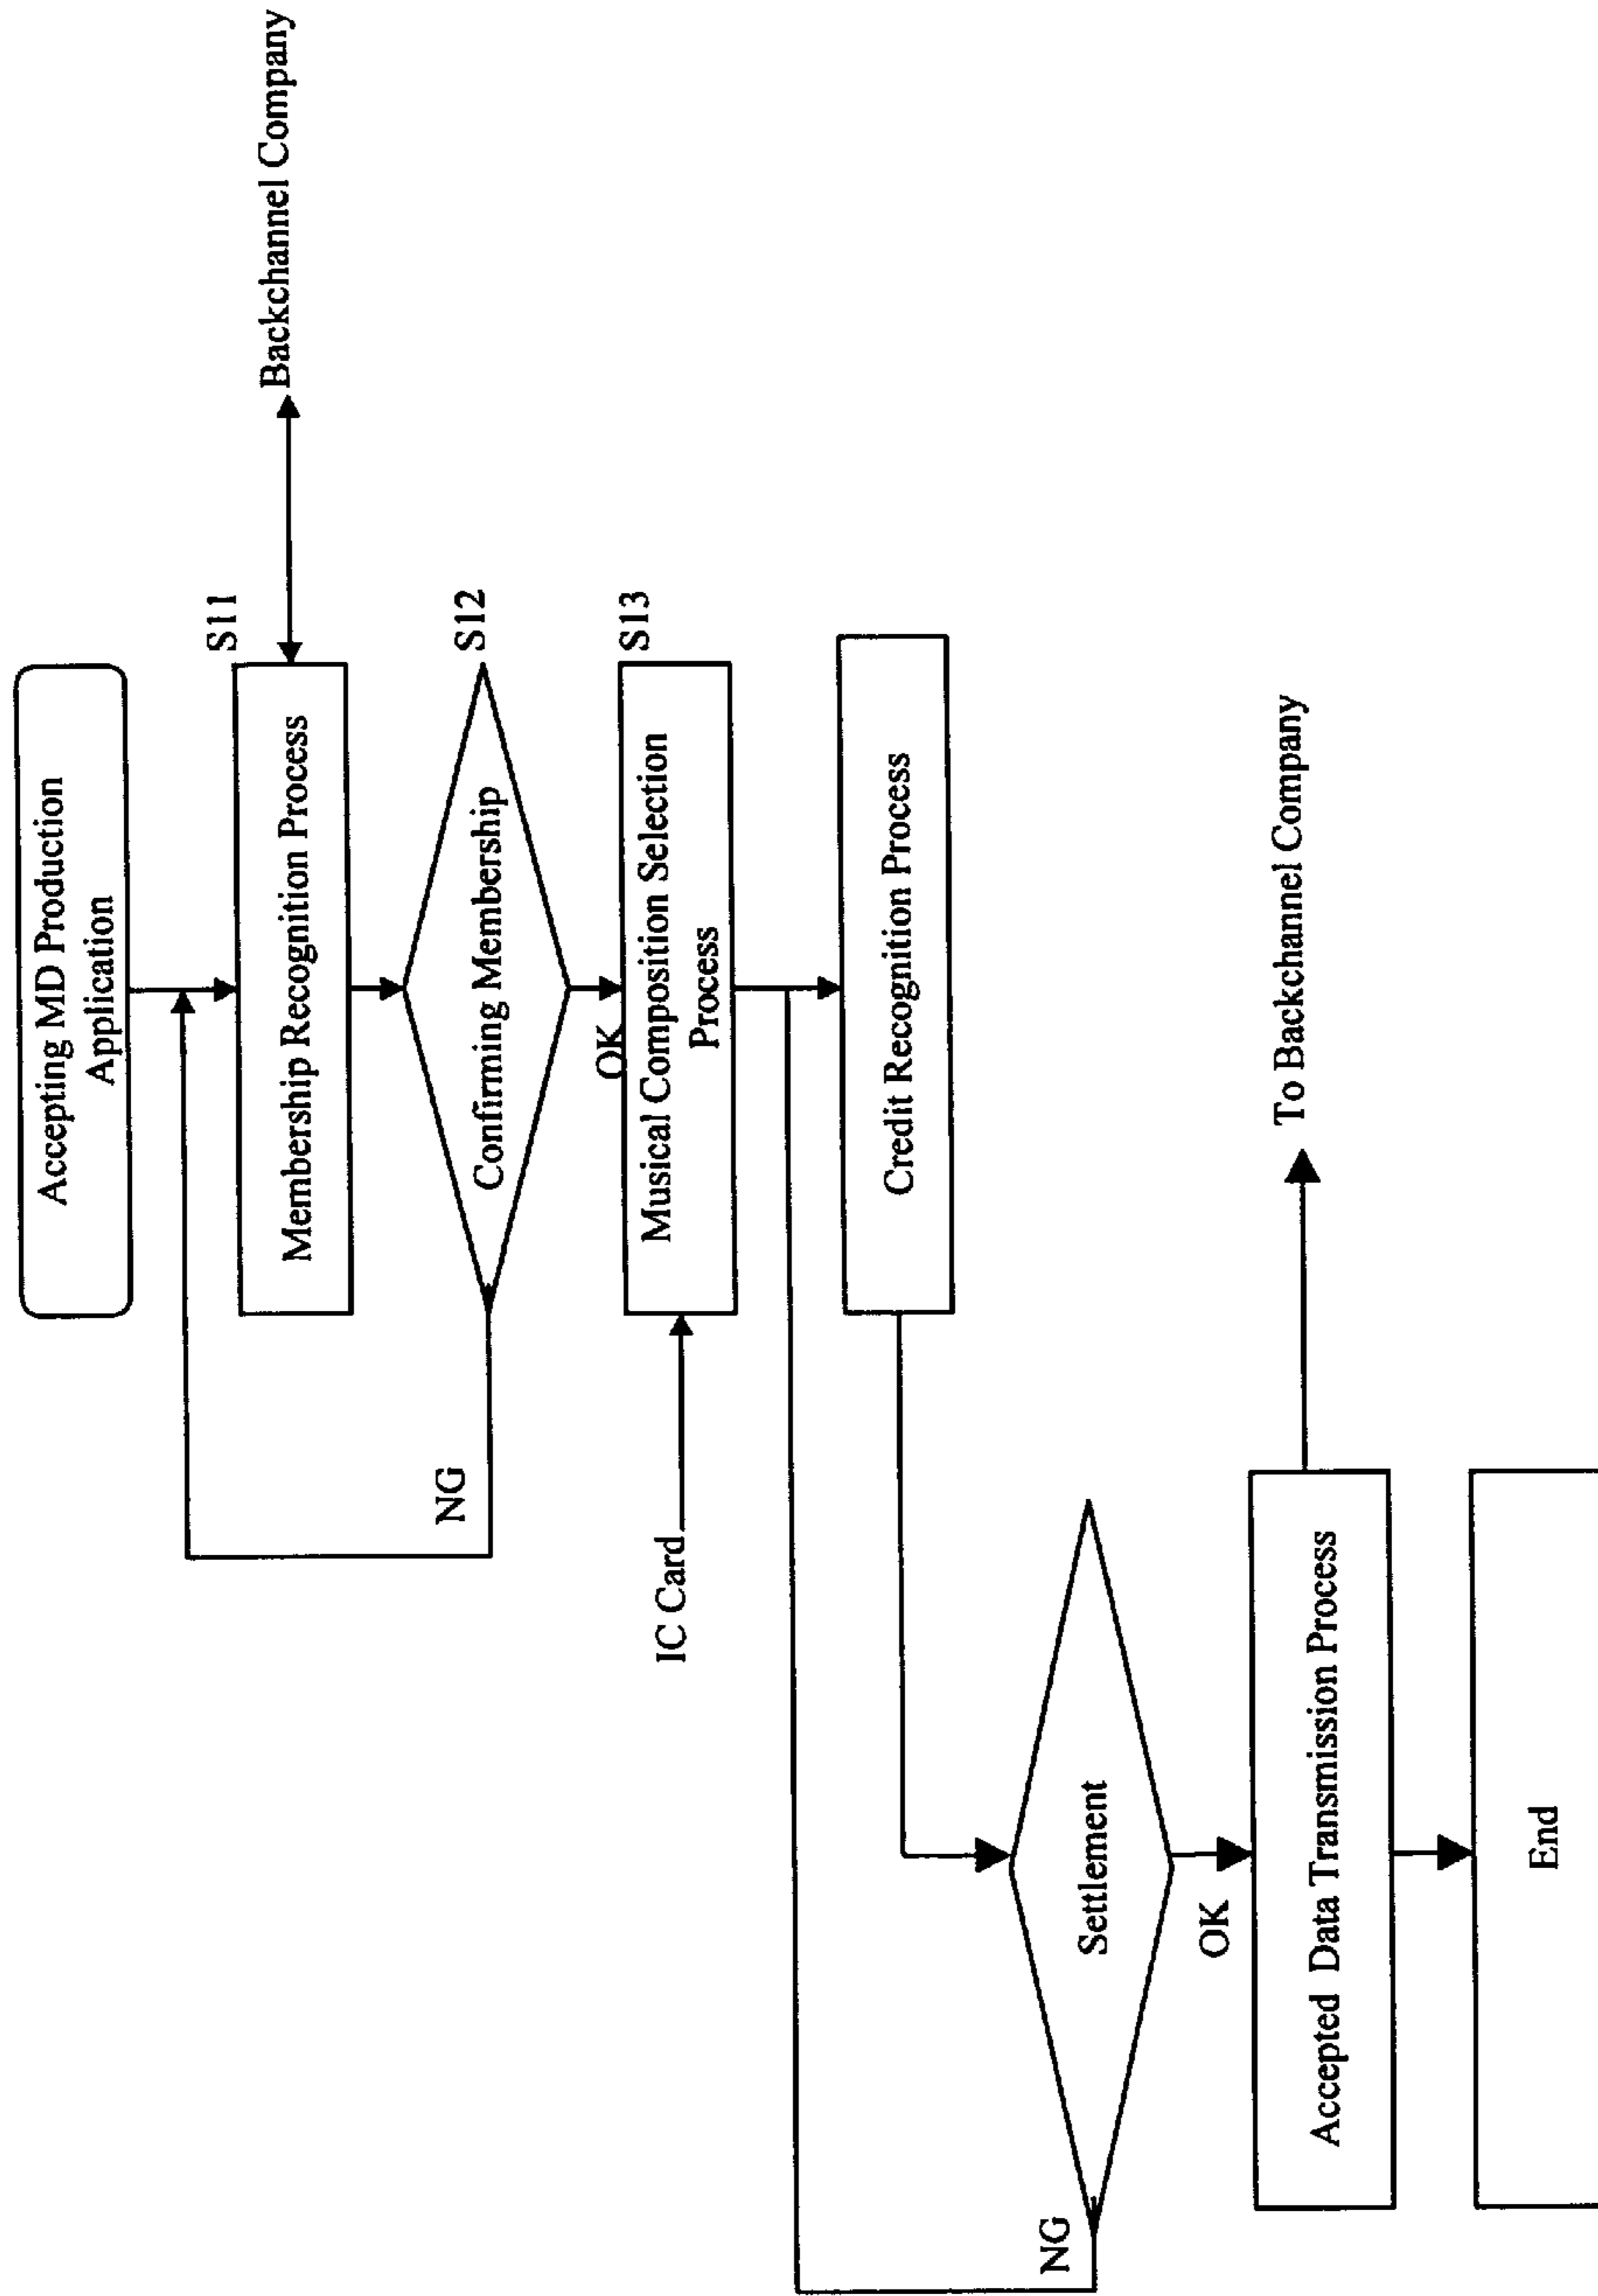 Accepting MD Production
Application
S11
Membership Recognition Process
Backchannel Company
S12
Confirming Membership
NG
OK
S13
Musical Composition Selection
Process
IC Card
Credit Recognition Process
Settlement
NG
OK
Accepted Data Transmission Process
To Backchannel Company
End